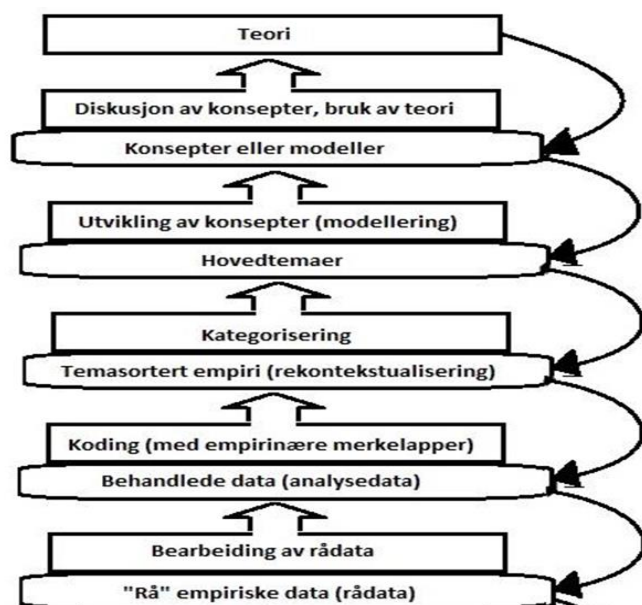 Teori
Diskusjon av konsepter, bruk av teori
Konsepter eller modeller
Utvikling av konsepter (modellering)
Hovedtemaer
Kategorisering
Temasortert empiri (rekontekstualisering)
Koding (med empirinære merkelapper)
Behandlede data (analysedata)
Bearbeiding av rådata
"Rå" empiriske data (rådata)